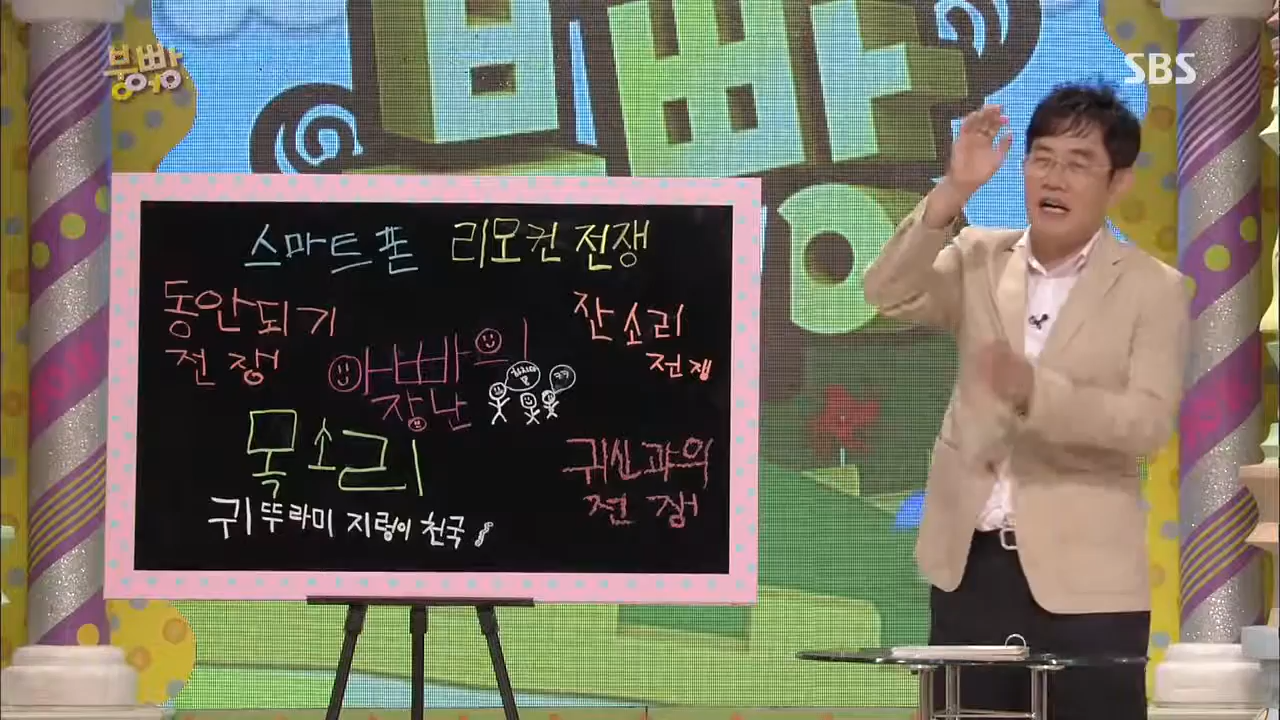 붕어빵
SBS
스마트폰 리모컨 전쟁
동안되기
전쟁
잔소리
전쟁
아빠의
장난
목소리
귀신과의
전쟁
귀뚜라미 지렁이 천국